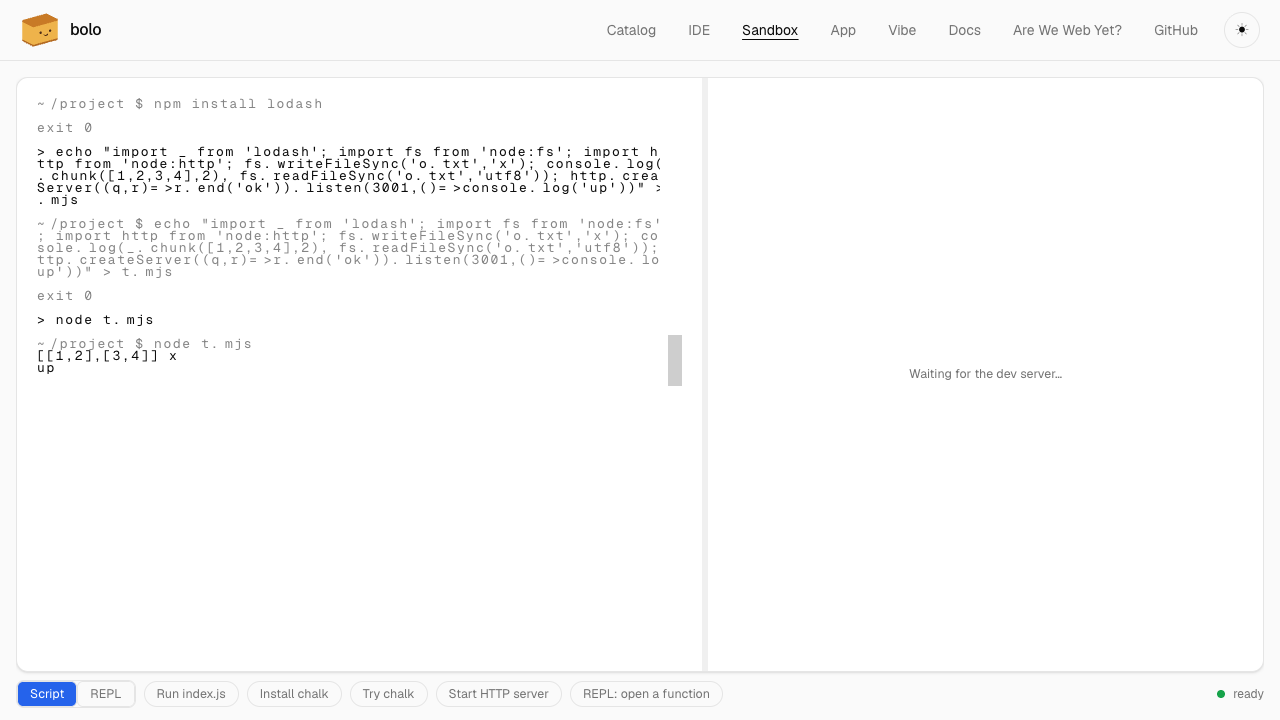 bolo
Catalog IDE Sandbox App Vibe Docs Are We Web Yet? GitHub
~/project $ npm install lodash
exit 0
> echo "import _ from 'lodash'; import fs from 'node:fs'; import h
ttp from 'node:http'; fs.writeFileSync('o.txt','x'); console.log(
.chunk([1,2,3,4],2), fs.readFileSync('o.txt','utf8')); http.crea
Server((q,r)=>r.end('ok')).listen(3001,()=>console.log('up'))" >
.mjs
~/project $ echo "import _ from 'lodash'; import fs from 'node:fs'
; import http from 'node:http'; fs.writeFileSync('o.txt','x'); co
sole.log(_.chunk([1,2,3,4],2), fs.readFileSync('o.txt','utf8'));
ttp.createServer((q,r)=>r.end('ok')).listen(3001,()=>console.lo
up'))" > t.mjs
exit 0
> node t.mjs
~/project $ node t.mjs
[[1,2],[3,4]] x
up
Waiting for the dev server…
Script REPL Run index.js Install chalk Try chalk Start HTTP server REPL: open a function ready